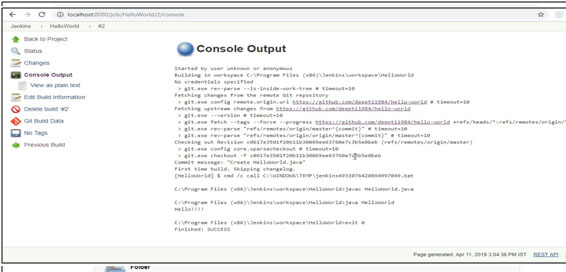 localhost:8080/job/HelloWorld/2/console
Jenkins HelloWorld #2
Back to Project
Status
Changes
Console Output
View as plain text
Edit Build Information
Delete build '#2'
Git Build Data
No Tags
Previous Build
Console Output
Started by user unknown or anonymous
Building in workspace C:\Program Files (x86)\Jenkins\workspace\HelloWorld
No credentials specified
> git.exe rev-parse --is-inside-work-tree # timeout=10
Fetching changes from the remote Git repository
> git.exe config remote.origin.url https://github.com/deepti1984/hello-world # timeout=10
Fetching upstream changes from https://github.com/deepti1984/hello-world
> git.exe --version # timeout=10
> git.exe fetch --tags --force --progress https://github.com/deepti1984/hello-world +refs/heads/*:refs/remotes/origin/
> git.exe rev-parse "refs/remotes/origin/master^{commit}" # timeout=10
> git.exe rev-parse "refs/remotes/origin/origin/master^{commit}" # timeout=10
Checking out Revision (refs/remotes/origin/master)
> git.exe config core.sparsecheckout # timeout=10
> git.exe checkout -f
Commit message: "Create HelloWorld.java"
First time build. Skipping changelog.
[HelloWorld] $ cmd /c call C:\WINDOWS\TEMP\
C:\Program Files (x86)\Jenkins\workspace\HelloWorld>javac HelloWorld.java
C:\Program Files (x86)\Jenkins\workspace\HelloWorld>java HelloWorld
Hello!!!!
C:\Program Files (x86)\Jenkins\workspace\HelloWorld>exit 0
Finished: SUCCESS
Page generated: Apr 11, 2019 3:04:38 PM IST REST API
Folder